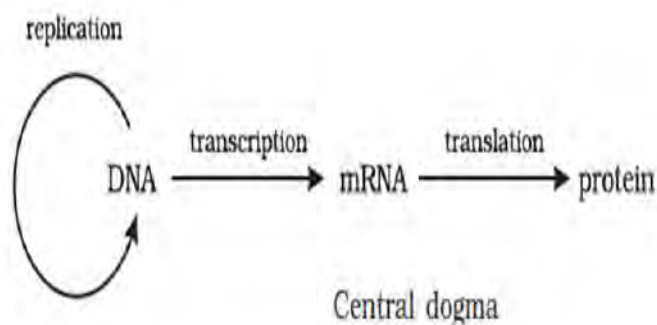 replication
transcription translation
DNA mRNA protein
Central dogma